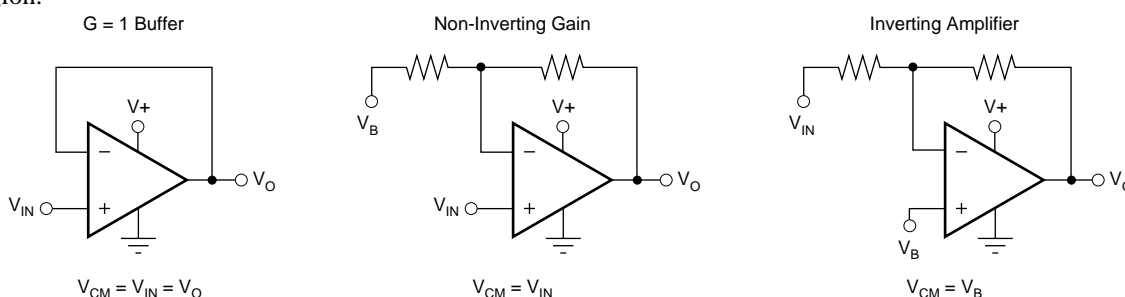 G = 1 Buffer
V+
−
+
V_IN
V_O
V_CM = V_IN = V_O
Non-Inverting Gain
V_B
V+
−
+
V_IN
V_O
V_CM = V_IN
Inverting Amplifier
V_IN
V+
−
+
V_B
V_CM = V_B